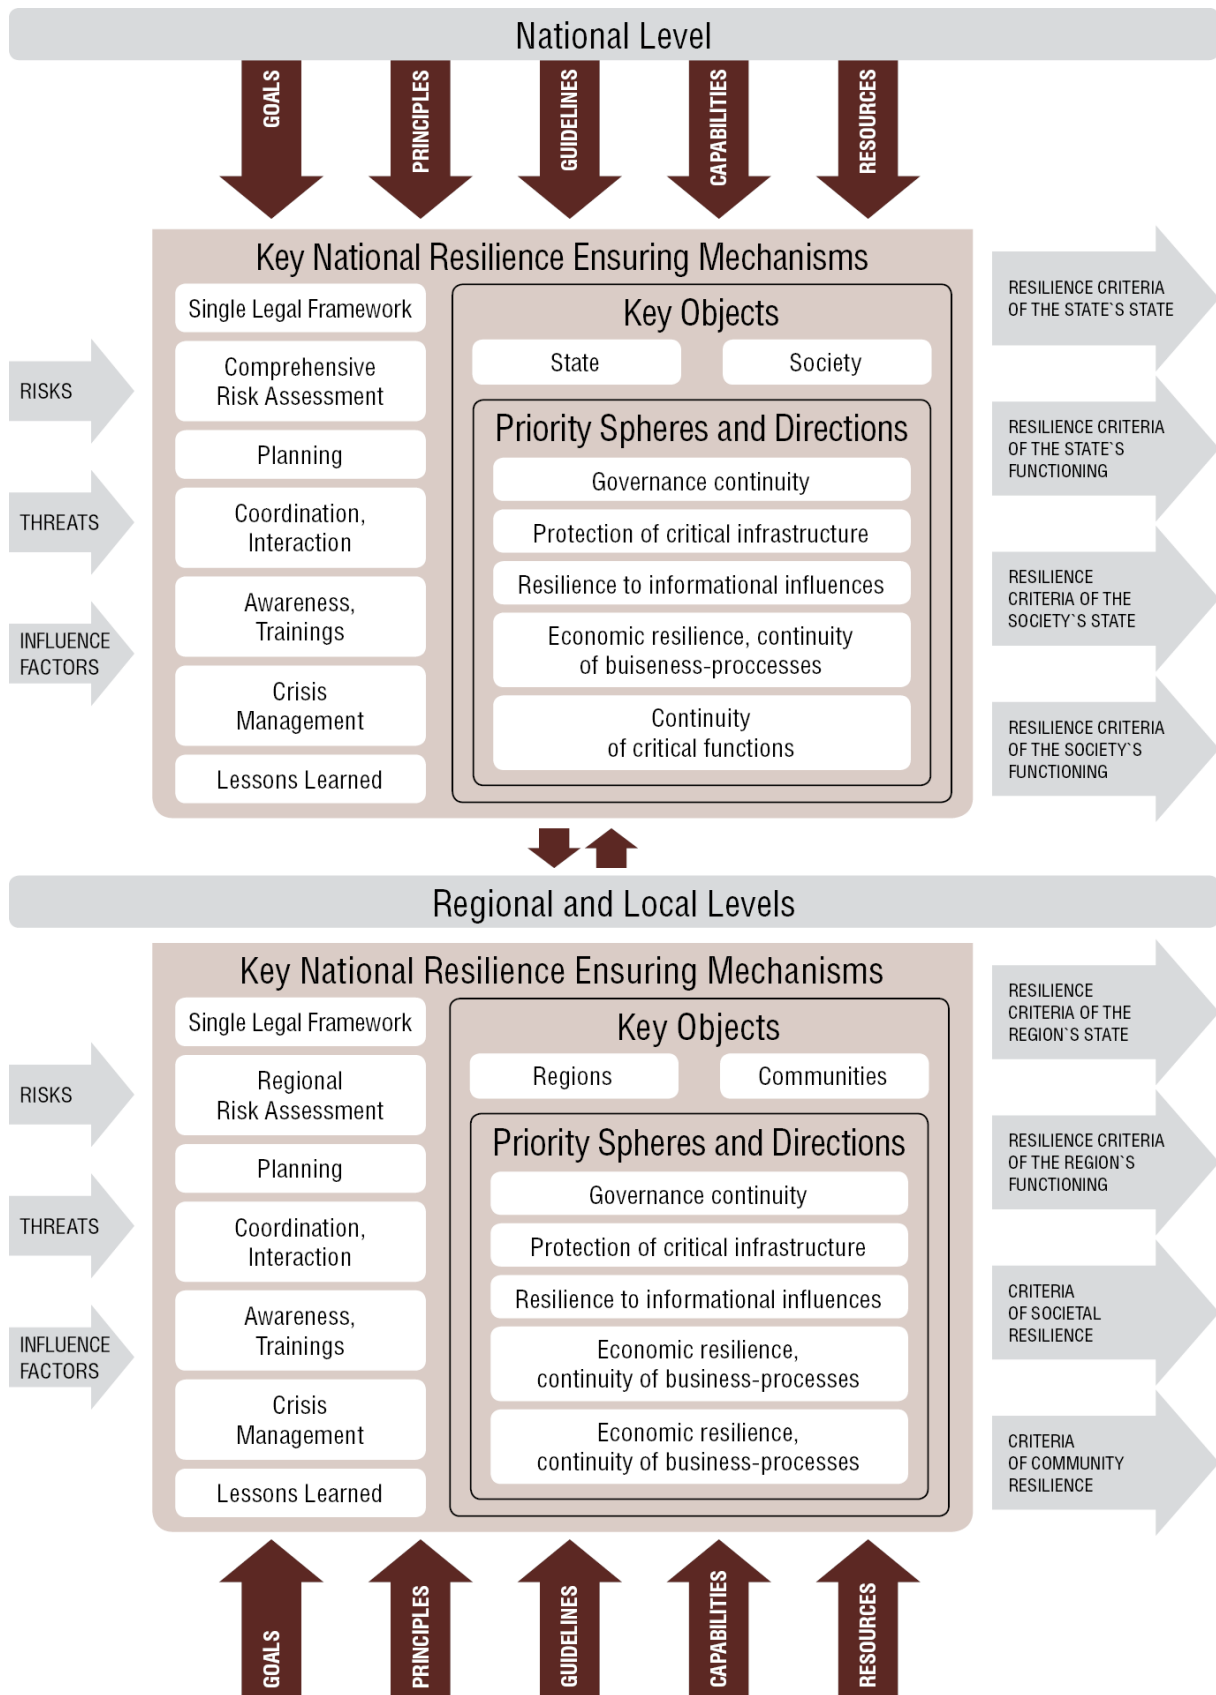 National Level
GOALS
PRINCIPLES
GUIDELINES
CAPABILITIES
RESOURCES
Key National Resilience Ensuring Mechanisms
RISKS
THREATS
INFLUENCE
FACTORS
Single Legal Framework
Comprehensive
Risk Assessment
Planning
Coordination,
Interaction
Awareness,
Trainings
Crisis
Management
Lessons Learned
Key Objects
State
Society
Priority Spheres and Directions
Governance continuity
Protection of critical infrastructure
Resilience to informational influences
Economic resilience, continuity
of buiseness-proccesses
Continuity
of critical functions
RESILIENCE CRITERIA
OF THE STATE`S STATE
RESILIENCE CRITERIA
OF THE STATE`S
FUNCTIONING
RESILIENCE
CRITERIA OF THE
SOCIETY`S STATE
RESILIENCE CRITERIA
OF THE SOCIETY`S
FUNCTIONING
Regional and Local Levels
Key National Resilience Ensuring Mechanisms
RISKS
THREATS
INFLUENCE
FACTORS
Single Legal Framework
Regional
Risk Assessment
Planning
Coordination,
Interaction
Awareness,
Trainings
Crisis
Management
Lessons Learned
Key Objects
Regions
Communities
Priority Spheres and Directions
Governance continuity
Protection of critical infrastructure
Resilience to informational influences
Economic resilience,
continuity of business-processes
Economic resilience,
continuity of business-processes
RESILIENCE
CRITERIA OF THE
REGION`S STATE
RESILIENCE CRITERIA
OF THE REGION`S
FUNCTIONING
CRITERIA
OF SOCIETAL
RESILIENCE
CRITERIA
OF COMMUNITY
RESILIENCE
GOALS
PRINCIPLES
GUIDELINES
CAPABILITIES
RESOURCES